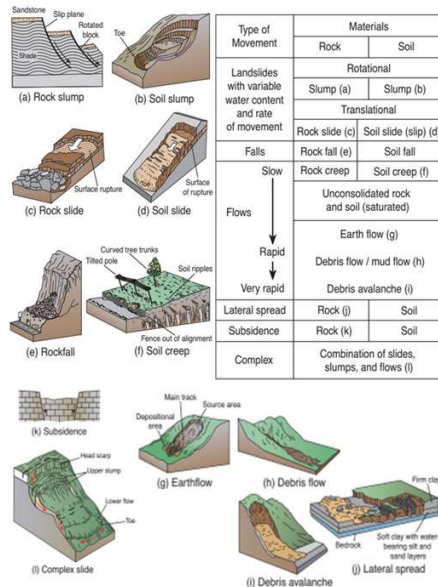 Sandstone
Slip plane
Rotated
block
Shade
(a) Rock slump
Toe
(b) Soil slump
Surface rupture
(c) Rock slide
Surface
of rupture
(d) Soil slide
(e) Rockfall
Curved tree trunks
Tilted pole
Soil ripples
Fence out of alignment
(f) Soil creep
Type of
Movement
Materials
Rock
Soil
Landslides
with variable
water content
and rate
of movement
Rotational
Slump (a)
Slump (b)
Translational
Rock slide (c)
Soil slide (slip) (d)
Falls
Rock fall (e)
Soil fall
Flows
Slow
Rapid
Very rapid
Rock creep
Soil creep (f)
Unconsolidated rock
and soil (saturated)
Earth flow (g)
Debris flow / mud flow (h)
Debris avalanche (i)
Lateral spread
Rock (j)
Soil
Subsidence
Rock (k)
Soil
Complex
Combination of slides,
slumps, and flows (l)
(k) Subsidence
Head scarp
Upper slump
Lower flow
Toe
(l) Complex slide
Main track
Source area
Depositional
area
(g) Earthflow
(h) Debris flow
(i) Debris avalanche
Firm clay
Soft clay with water-
bearing silt and
sand layers
Bedrock
(j) Lateral spread